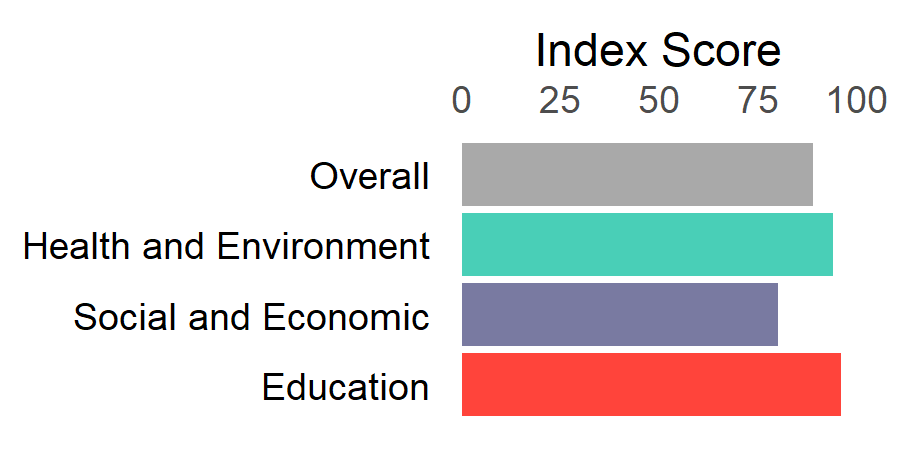 Index Score
0 25 50 75 100
Overall
Health and Environment
Social and Economic
Education